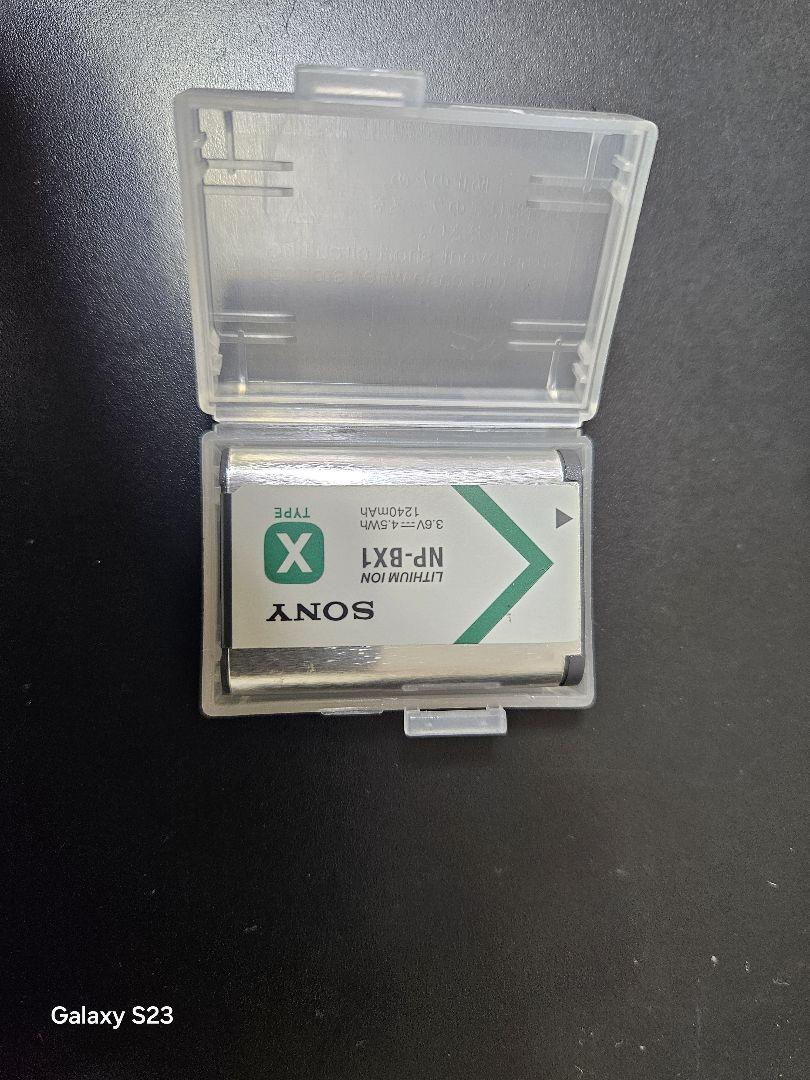 SONY
LITHIUM ION
NP-BX1
3.6V⎓4.5Wh
1240mAh
X
TYPE
Galaxy S23